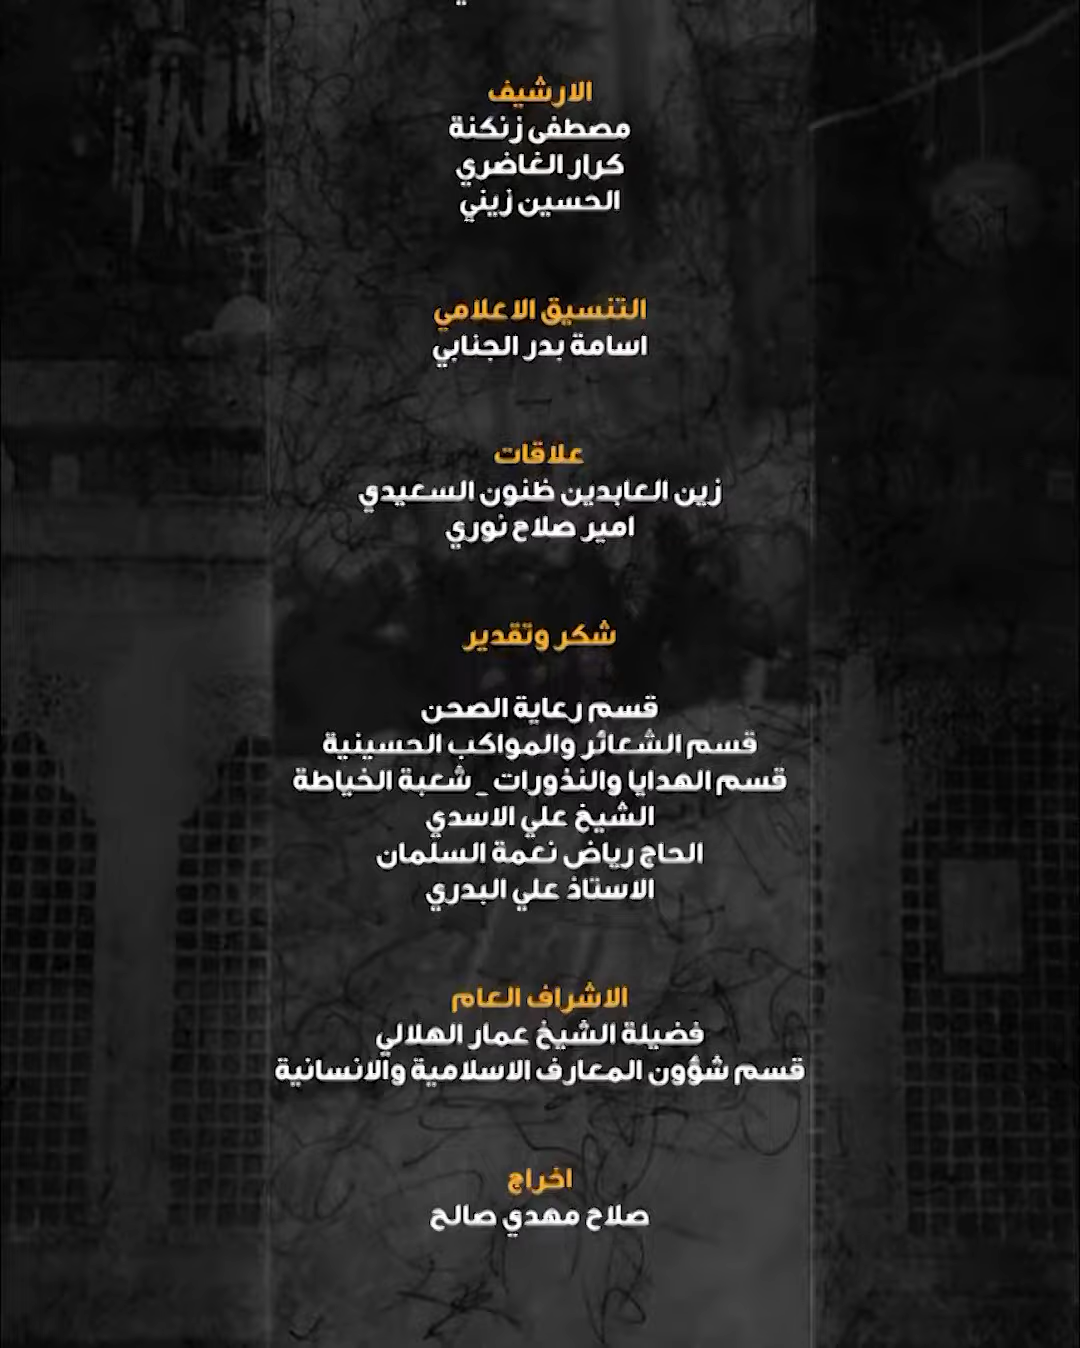 الارشيف
مصطفى زنكنة
كرار الغاضري
الحسين زيني
التنسيق الاعلامي
اسامة بدر الجنابي
علاقات
زين العابدين ظنون السعيدي
امير صلاح نوري
شكر وتقدير
قسم رعاية الصحن
قسم الشعائر والمواكب الحسينية
قسم الهدايا والنذورات _ شعبة الخياطة
الشيخ علي الاسدي
الحاج رياض نعمة السلمان
الاستاذ علي البدري
الاشراف العام
فضيلة الشيخ عمار الهلالي
قسم شؤون المعارف الاسلامية والانسانية
اخراج
صلاح مهدي صالح